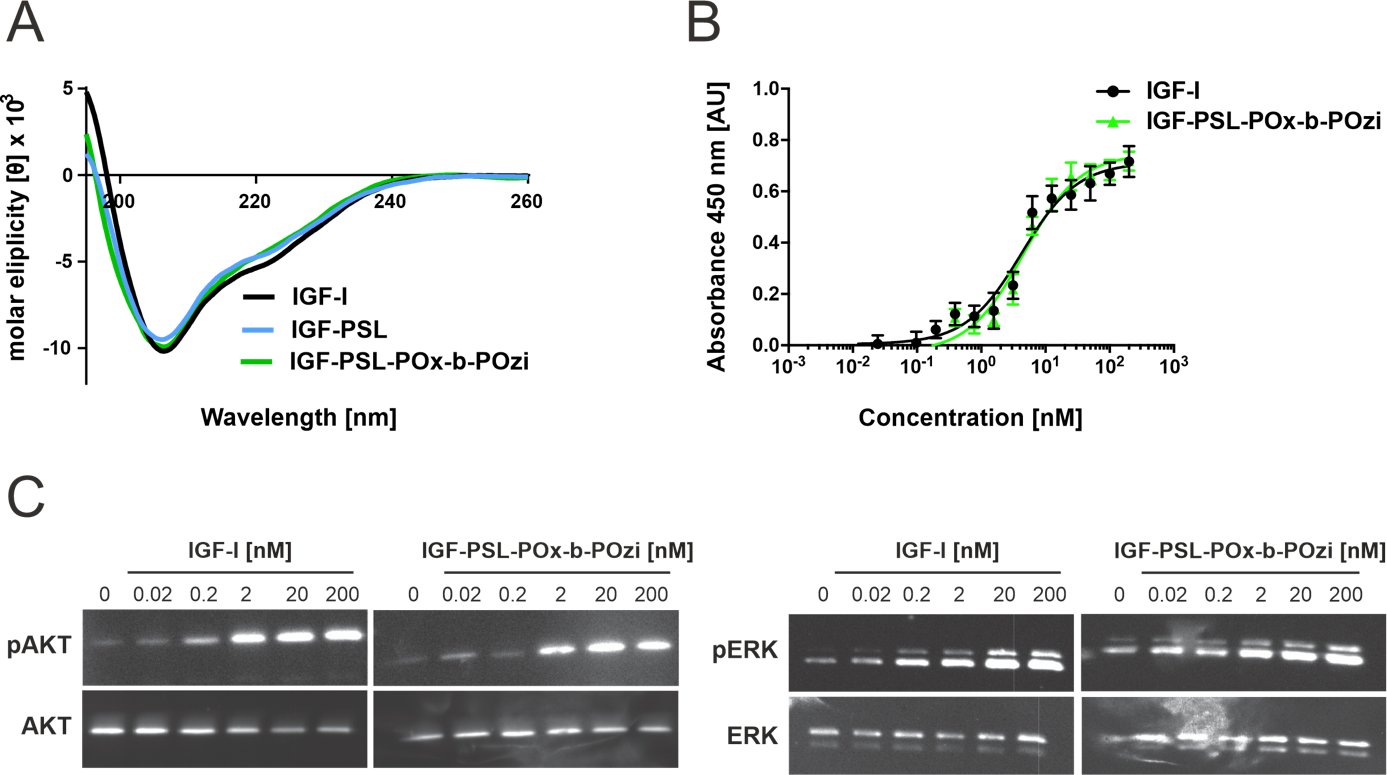 A
molar eliplicity [θ] x 10³
5
0
-5
-10
200
220
240
260
IGF-I
IGF-PSL
IGF-PSL-POx-b-POzi
Wavelength [nm]
B
Absorbance 450 nm [AU]
1.0
0.8
0.6
0.4
0.2
0.0
10⁻³ 10⁻² 10⁻¹ 10⁰ 10¹ 10² 10³
IGF-I
IGF-PSL-POx-b-POzi
Concentration [nM]
C
IGF-I [nM]
0 0.02 0.2 2 20 200
IGF-PSL-POx-b-POzi [nM]
0 0.02 0.2 2 20 200
pAKT
AKT
IGF-I [nM]
0 0.02 0.2 2 20 200
IGF-PSL-POx-b-POzi [nM]
0 0.02 0.2 2 20 200
pERK
ERK